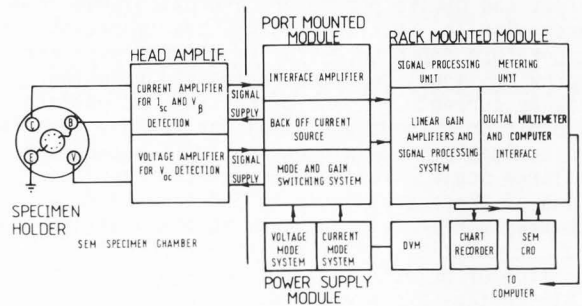 PORT MOUNTED
MODULE
RACK MOUNTED MODULE
HEAD AMPLIF.
CURRENT AMPLIFIER
FOR Isc AND Vβ
DETECTION
VOLTAGE AMPLIFIER
FOR Voc DETECTION
SIGNAL
SUPPLY
SIGNAL
SUPPLY
INTERFACE AMPLIFIER
BACK OFF CURRENT
SOURCE
MODE AND GAIN
SWITCHING SYSTEM
SIGNAL PROCESSING
UNIT
METERING
UNIT
LINEAR GAIN
AMPLIFIERS AND
SIGNAL PROCESSING
SYSTEM
DIGITAL MULTIMETER
AND COMPUTER
INTERFACE
C
B
E
V
SPECIMEN
HOLDER
SEM SPECIMEN CHAMBER
VOLTAGE
MODE
SYSTEM
CURRENT
MODE
SYSTEM
POWER SUPPLY
MODULE
DVM
CHART
RECORDER
SEM
CRO
TO
COMPUTER